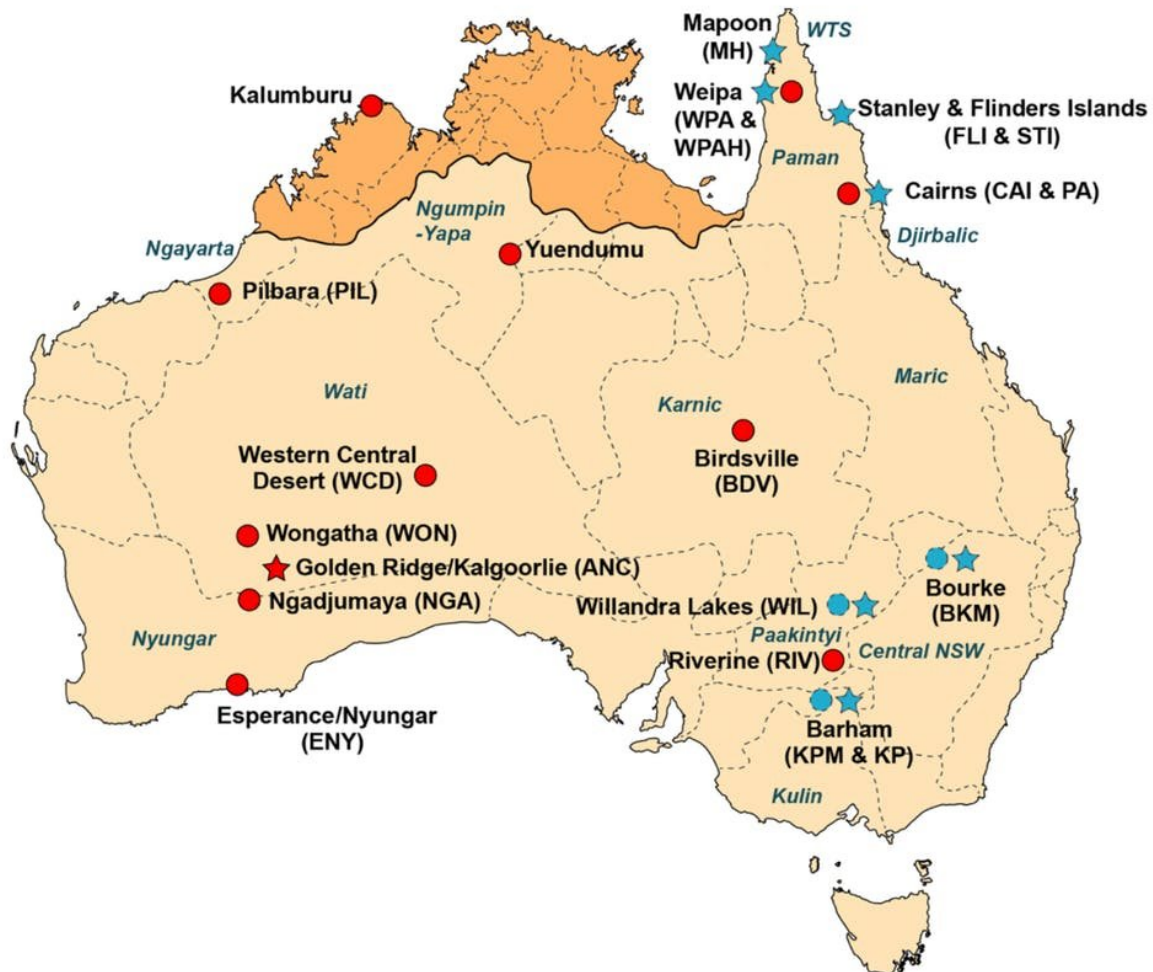 Mapoon
(MH)
WTS
Kalumburu
Weipa
(WPA &
WPAH)
Stanley & Flinders Islands
(FLI & STI)
Paman
Cairns (CAI & PA)
Ngumpin
-Yapa
Djirbalic
Ngayarta
Yuendumu
Pilbara (PIL)
Wati
Maric
Karnic
Western Central
Desert (WCD)
Birdsville
(BDV)
Wongatha (WON)
Golden Ridge/Kalgoorlie (ANC)
Bourke
(BKM)
Ngadjumaya (NGA)
Willandra Lakes (WIL)
Nyungar
Paakintyi
Central NSW
Riverine (RIV)
Esperance/Nyungar
(ENY)
Barham
(KPM & KP)
Kulin